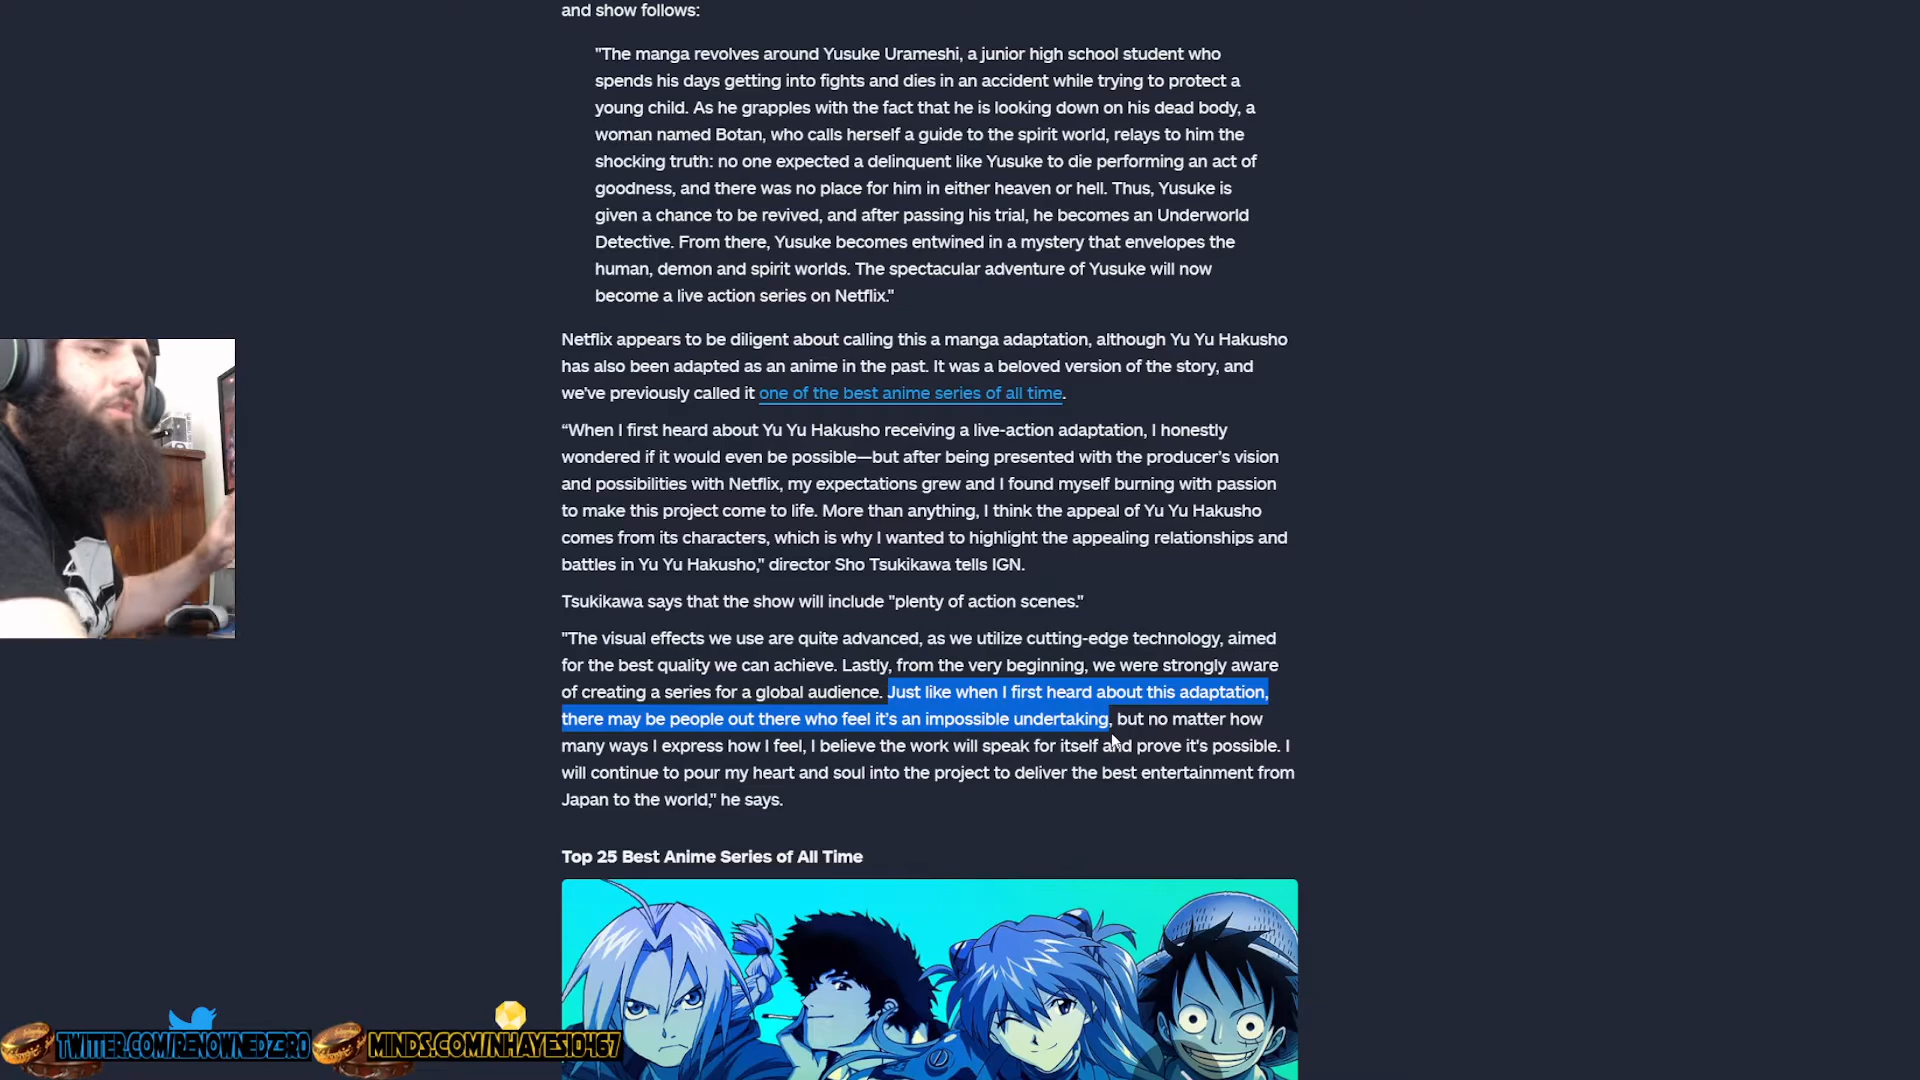 and show follows:
"The manga revolves around Yusuke Urameshi, a junior high school student who
spends his days getting into fights and dies in an accident while trying to protect a
young child. As he grapples with the fact that he is looking down on his dead body, a
woman named Botan, who calls herself a guide to the spirit world, relays to him the
shocking truth: no one expected a delinquent like Yusuke to die performing an act of
goodness, and there was no place for him in either heaven or hell. Thus, Yusuke is
given a chance to be revived, and after passing his trial, he becomes an Underworld
Detective. From there, Yusuke becomes entwined in a mystery that envelopes the
human, demon and spirit worlds. The spectacular adventure of Yusuke will now
become a live action series on Netflix."
Netflix appears to be diligent about calling this a manga adaptation, although Yu Yu Hakusho
has also been adapted as an anime in the past. It was a beloved version of the story, and
we've previously called it one of the best anime series of all time.
“When I first heard about Yu Yu Hakusho receiving a live-action adaptation, I honestly
wondered if it would even be possible—but after being presented with the producer’s vision
and possibilities with Netflix, my expectations grew and I found myself burning with passion
to make this project come to life. More than anything, I think the appeal of Yu Yu Hakusho
comes from its characters, which is why I wanted to highlight the appealing relationships and
battles in Yu Yu Hakusho,” director Sho Tsukikawa tells IGN.
Tsukikawa says that the show will include "plenty of action scenes."
"The visual effects we use are quite advanced, as we utilize cutting-edge technology, aimed
for the best quality we can achieve. Lastly, from the very beginning, we were strongly aware
of creating a series for a global audience. Just like when I first heard about this adaptation,
there may be people out there who feel it’s an impossible undertaking, but no matter how
many ways I express how I feel, I believe the work will speak for itself and prove it’s possible. I
will continue to pour my heart and soul into the project to deliver the best entertainment from
Japan to the world," he says.
Top 25 Best Anime Series of All Time
TWITTER.COM/RENOWNEDZER0
MINDS.COM/NHAYES10467